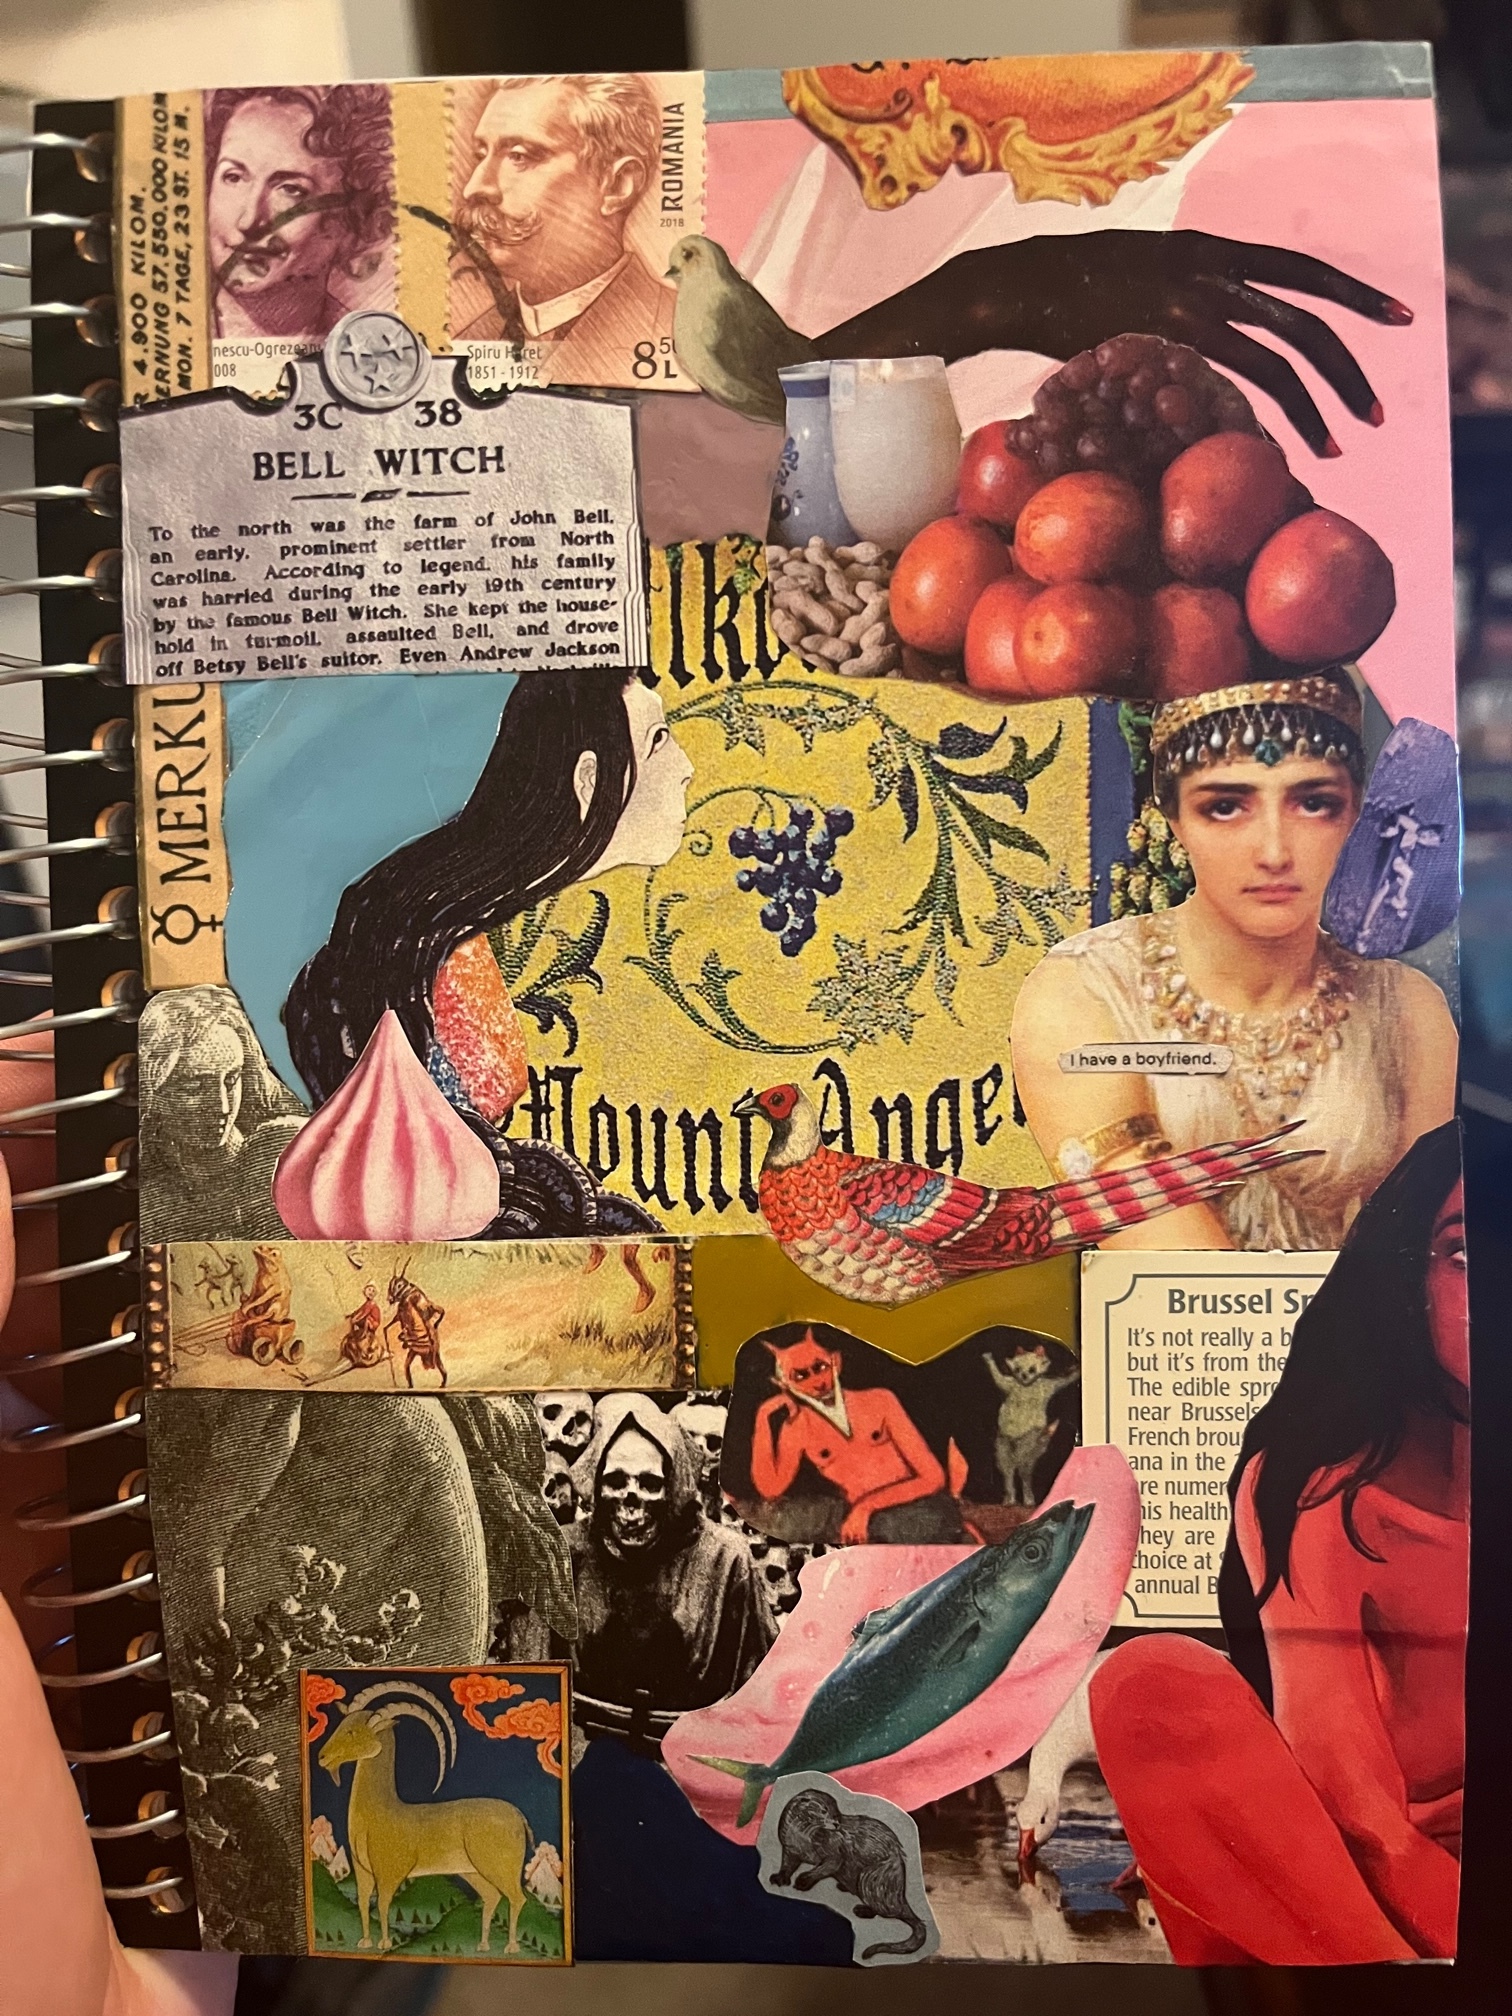 4.900 KILOM.
ERNUNG 57.550,000 KILOM
MON. 7 TAGE, 23 ST. 15 M.
☿ MERKU
nescu-Ogrezeanu
008
ROMANIA
2018
Spiru Haret
1851 - 1912
8 50 L
3C 38
BELL WITCH
To the north was the farm of John Bell,
an early, prominent settler from North
Carolina. According to legend, his family
was harried during the early 19th century
by the famous Bell Witch. She kept the house-
hold in turmoil, assaulted Bell, and drove
off Betsy Bell's suitor. Even Andrew Jackson
Mount Angel
I have a boyfriend.
Brussel Sp
It's not really a b
but it's from the
The edible spro
near Brussels
French brou
ana in the
re numer
his health
hey are
choice at
annual B